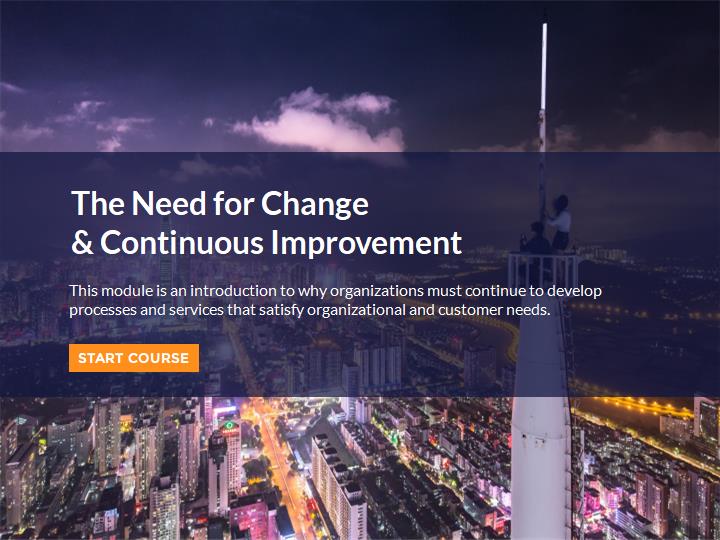 The Need for Change
& Continuous Improvement
This module is an introduction to why organizations must continue to develop
processes and services that satisfy organizational and customer needs.
START COURSE